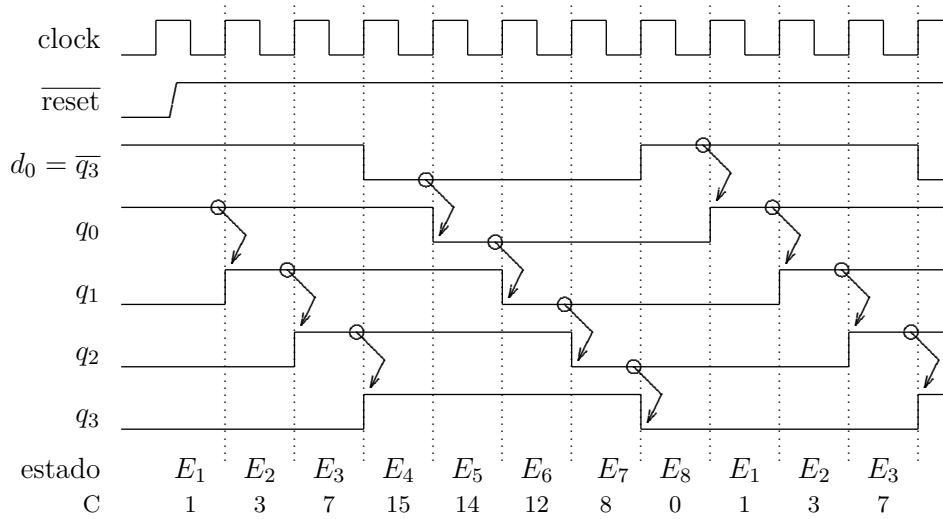 clock
reset
d0 = q3
q0
q1
q2
q3
estado E1 E2 E3 E4 E5 E6 E7 E8 E1 E2 E3
C 1 3 7 15 14 12 8 0 1 3 7